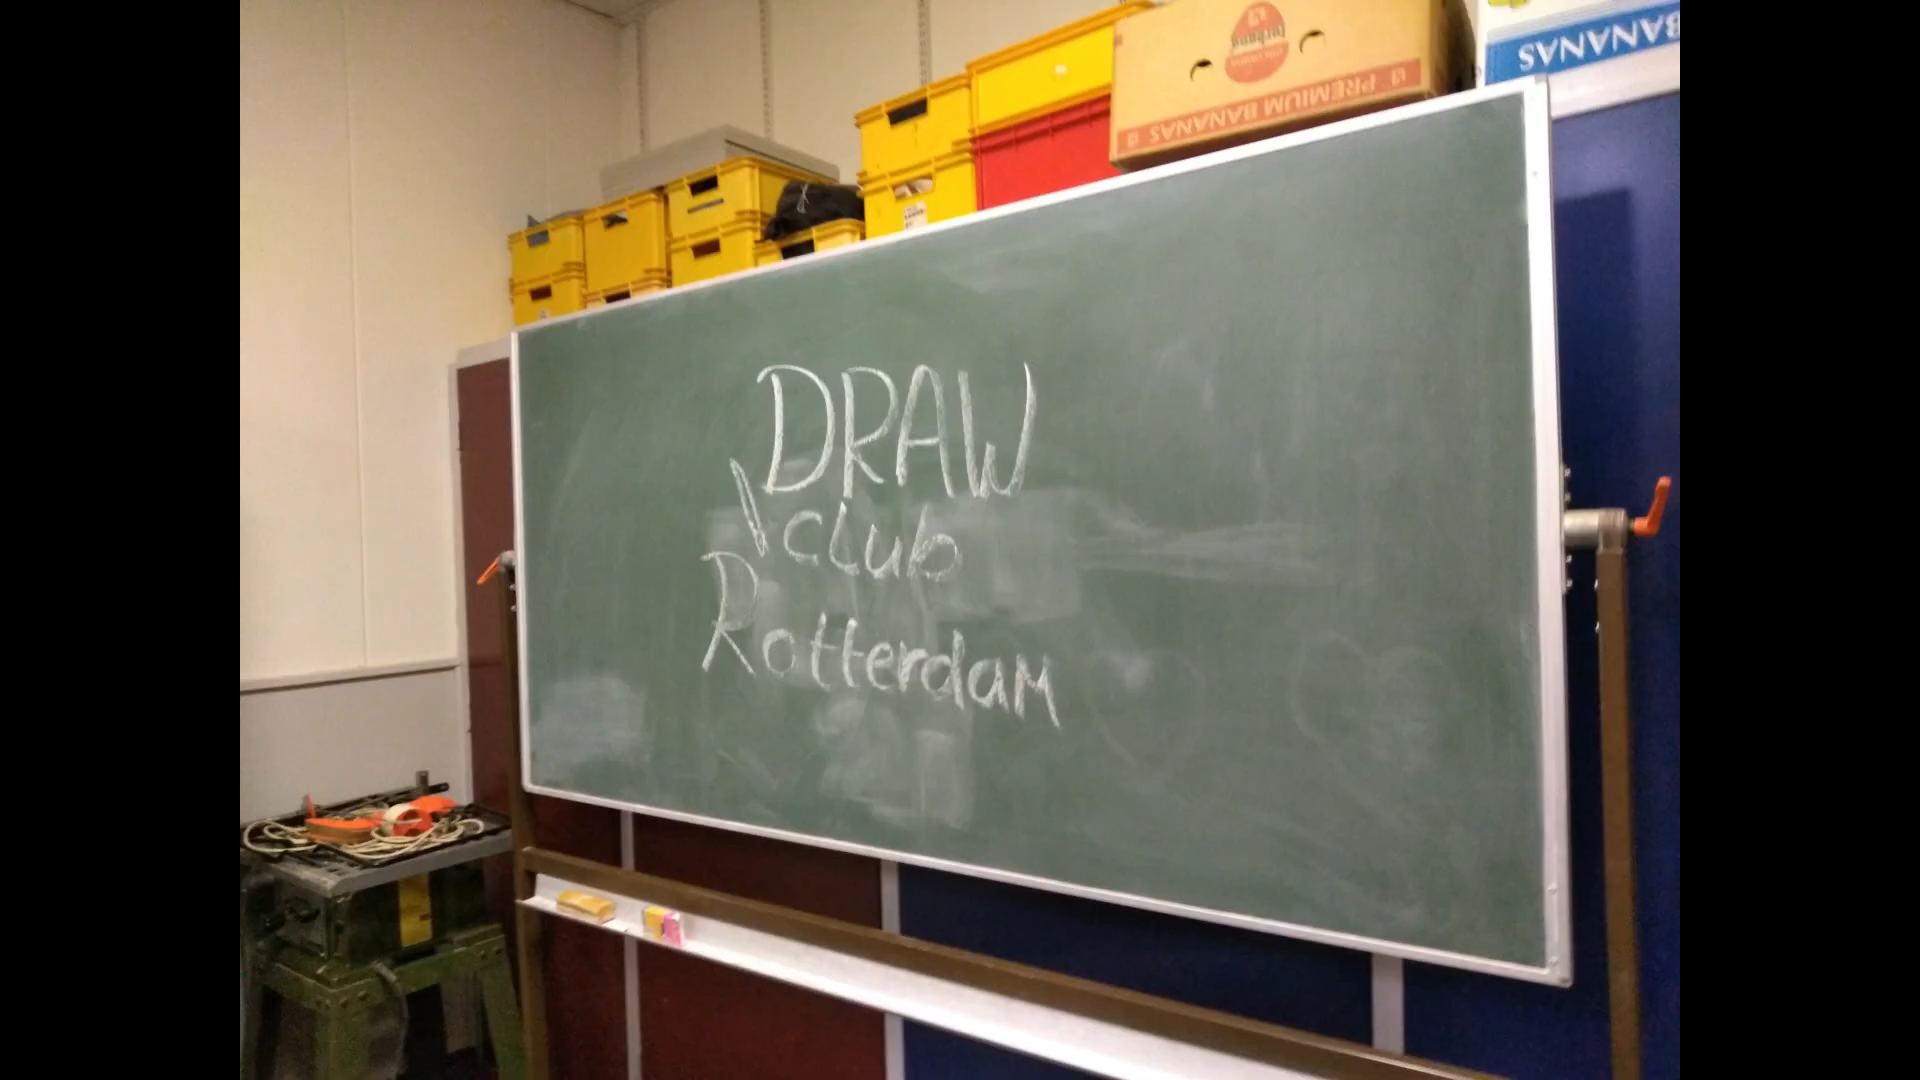 BANANAS
PREMIUM BANANAS
DRAW
club
Rotterdam